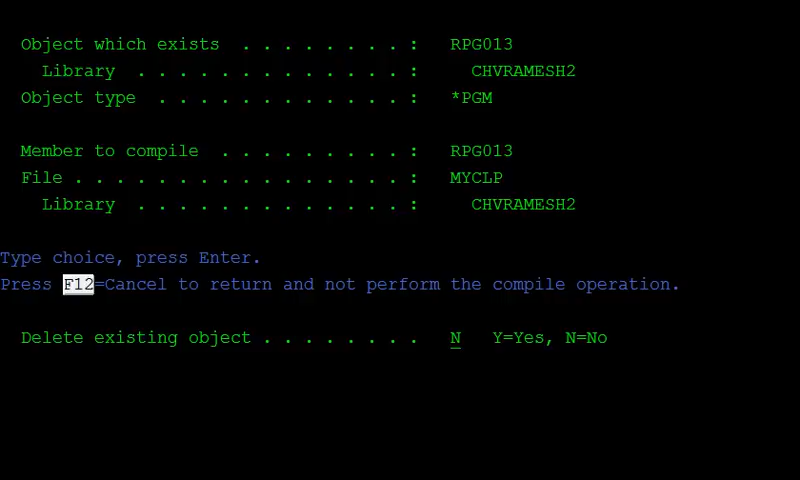 Object which exists . . . . . . . . : RPG013
Library . . . . . . . . . . . . . : CHVRAMESH2
Object type . . . . . . . . . . . . : *PGM
Member to compile . . . . . . . . . : RPG013
File . . . . . . . . . . . . . . . . : MYCLP
Library . . . . . . . . . . . . . : CHVRAMESH2
Type choice, press Enter.
Press F12=Cancel to return and not perform the compile operation.
Delete existing object . . . . . . . . N Y=Yes, N=No